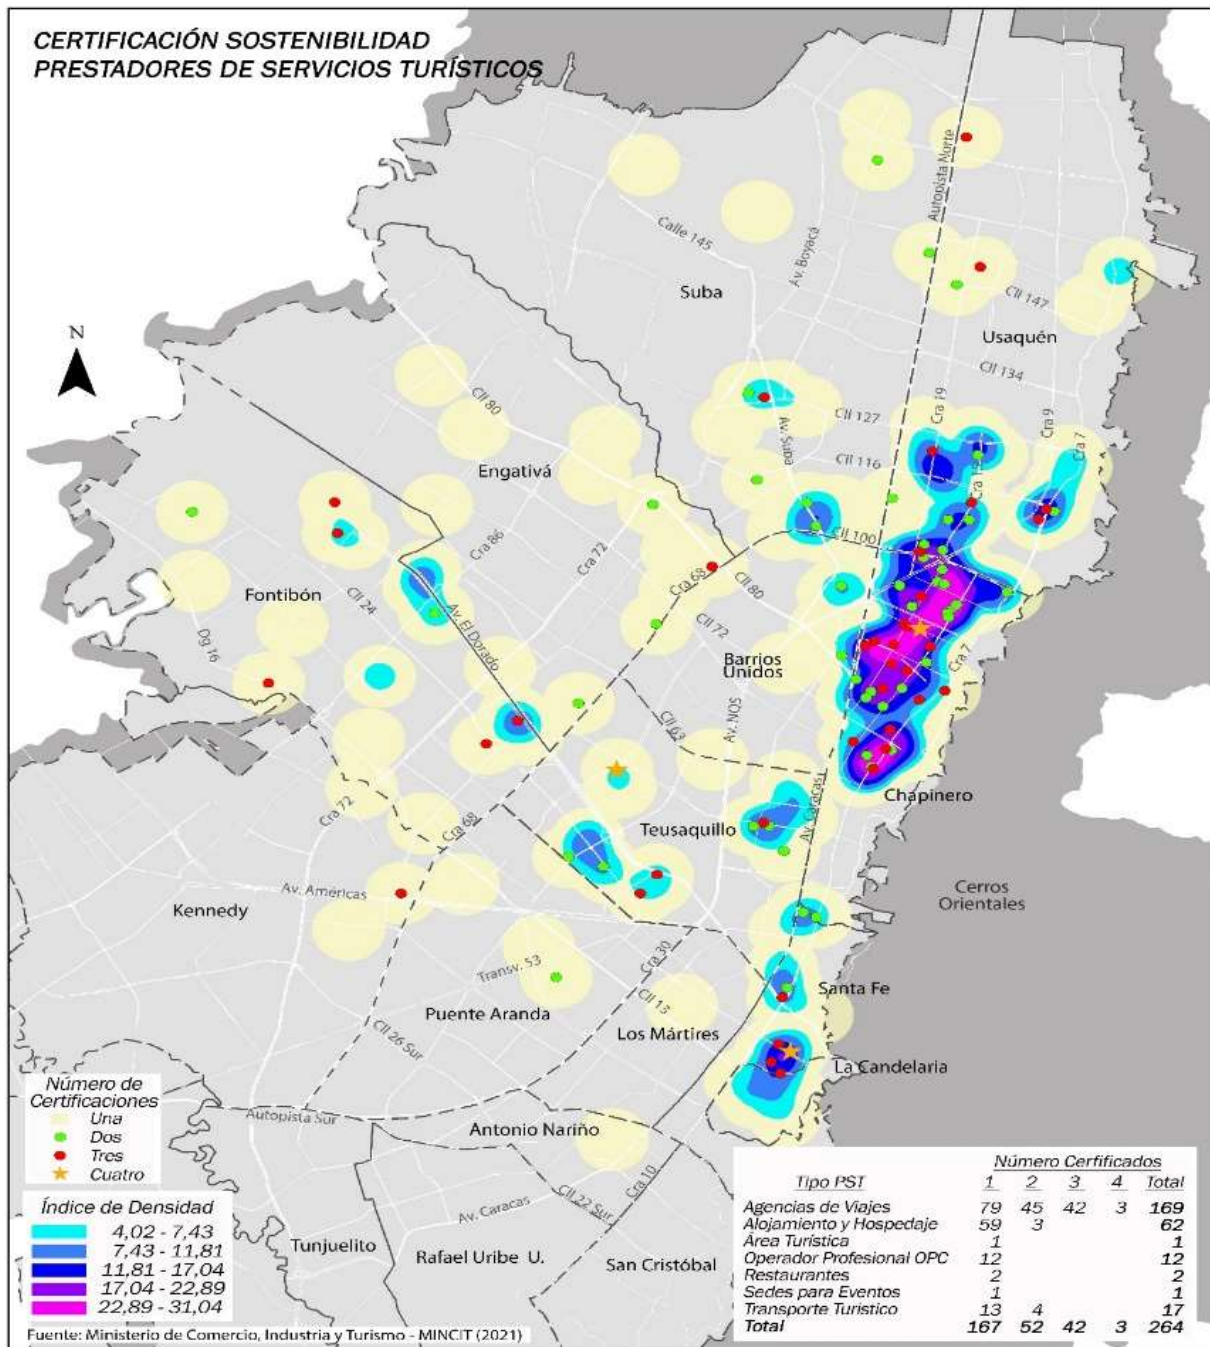 CERTIFICACIÓN SOSTENIBILIDAD
PRESTADORES DE SERVICIOS TURÍSTICOS
Autopista Norte
Calle 145
Av. Boyacá
Suba
Cll 147
Usaquén
N
Cll 134
Cll 80
Cra 19
Cll 127
Cra 9
Cra 7
Av. Suba
Cll 116
Engativá
Cll 100
Cra 86
Cra 72
Cra 68
Cll 80
Fontibón
Cll 24
Av. El Dorado
Cll 72
Dg 16
Barrios
Unidos
Cra 7
Cll 63
Av. NQS
Chapinero
Av. Caracas
Cra 72
Cra 68
Teusaquillo
Av. Américas
Kennedy
Cerros
Orientales
Cra 30
Transv. 53
Santa Fe
Puente Aranda
Cll 13
Los Mártires
Cll 26 Sur
La Candelaria
Número de
Certificaciones
Una
Dos
Tres
Cuatro
Autopista Sur
Antonio Nariño
Cra 10
Cll 22 Sur
Av. Caracas
Tunjuelito
Rafael Uribe U.
San Cristóbal
Índice de Densidad
4,02 - 7,43
7,43 - 11,81
11,81 - 17,04
17,04 - 22,89
22,89 - 31,04
Número Cerfificados
Tipo PST 1 2 3 4 Total
Agencias de Viajes 79 45 42 3 169
Alojamiento y Hospedaje 59 3 62
Área Turística 1 1
Operador Profesional OPC 12 12
Restaurantes 2 2
Sedes para Eventos 1 1
Transporte Turistico 13 4 17
Total 167 52 42 3 264
Fuente: Ministerio de Comercio, Industria y Turismo - MINCIT (2021)